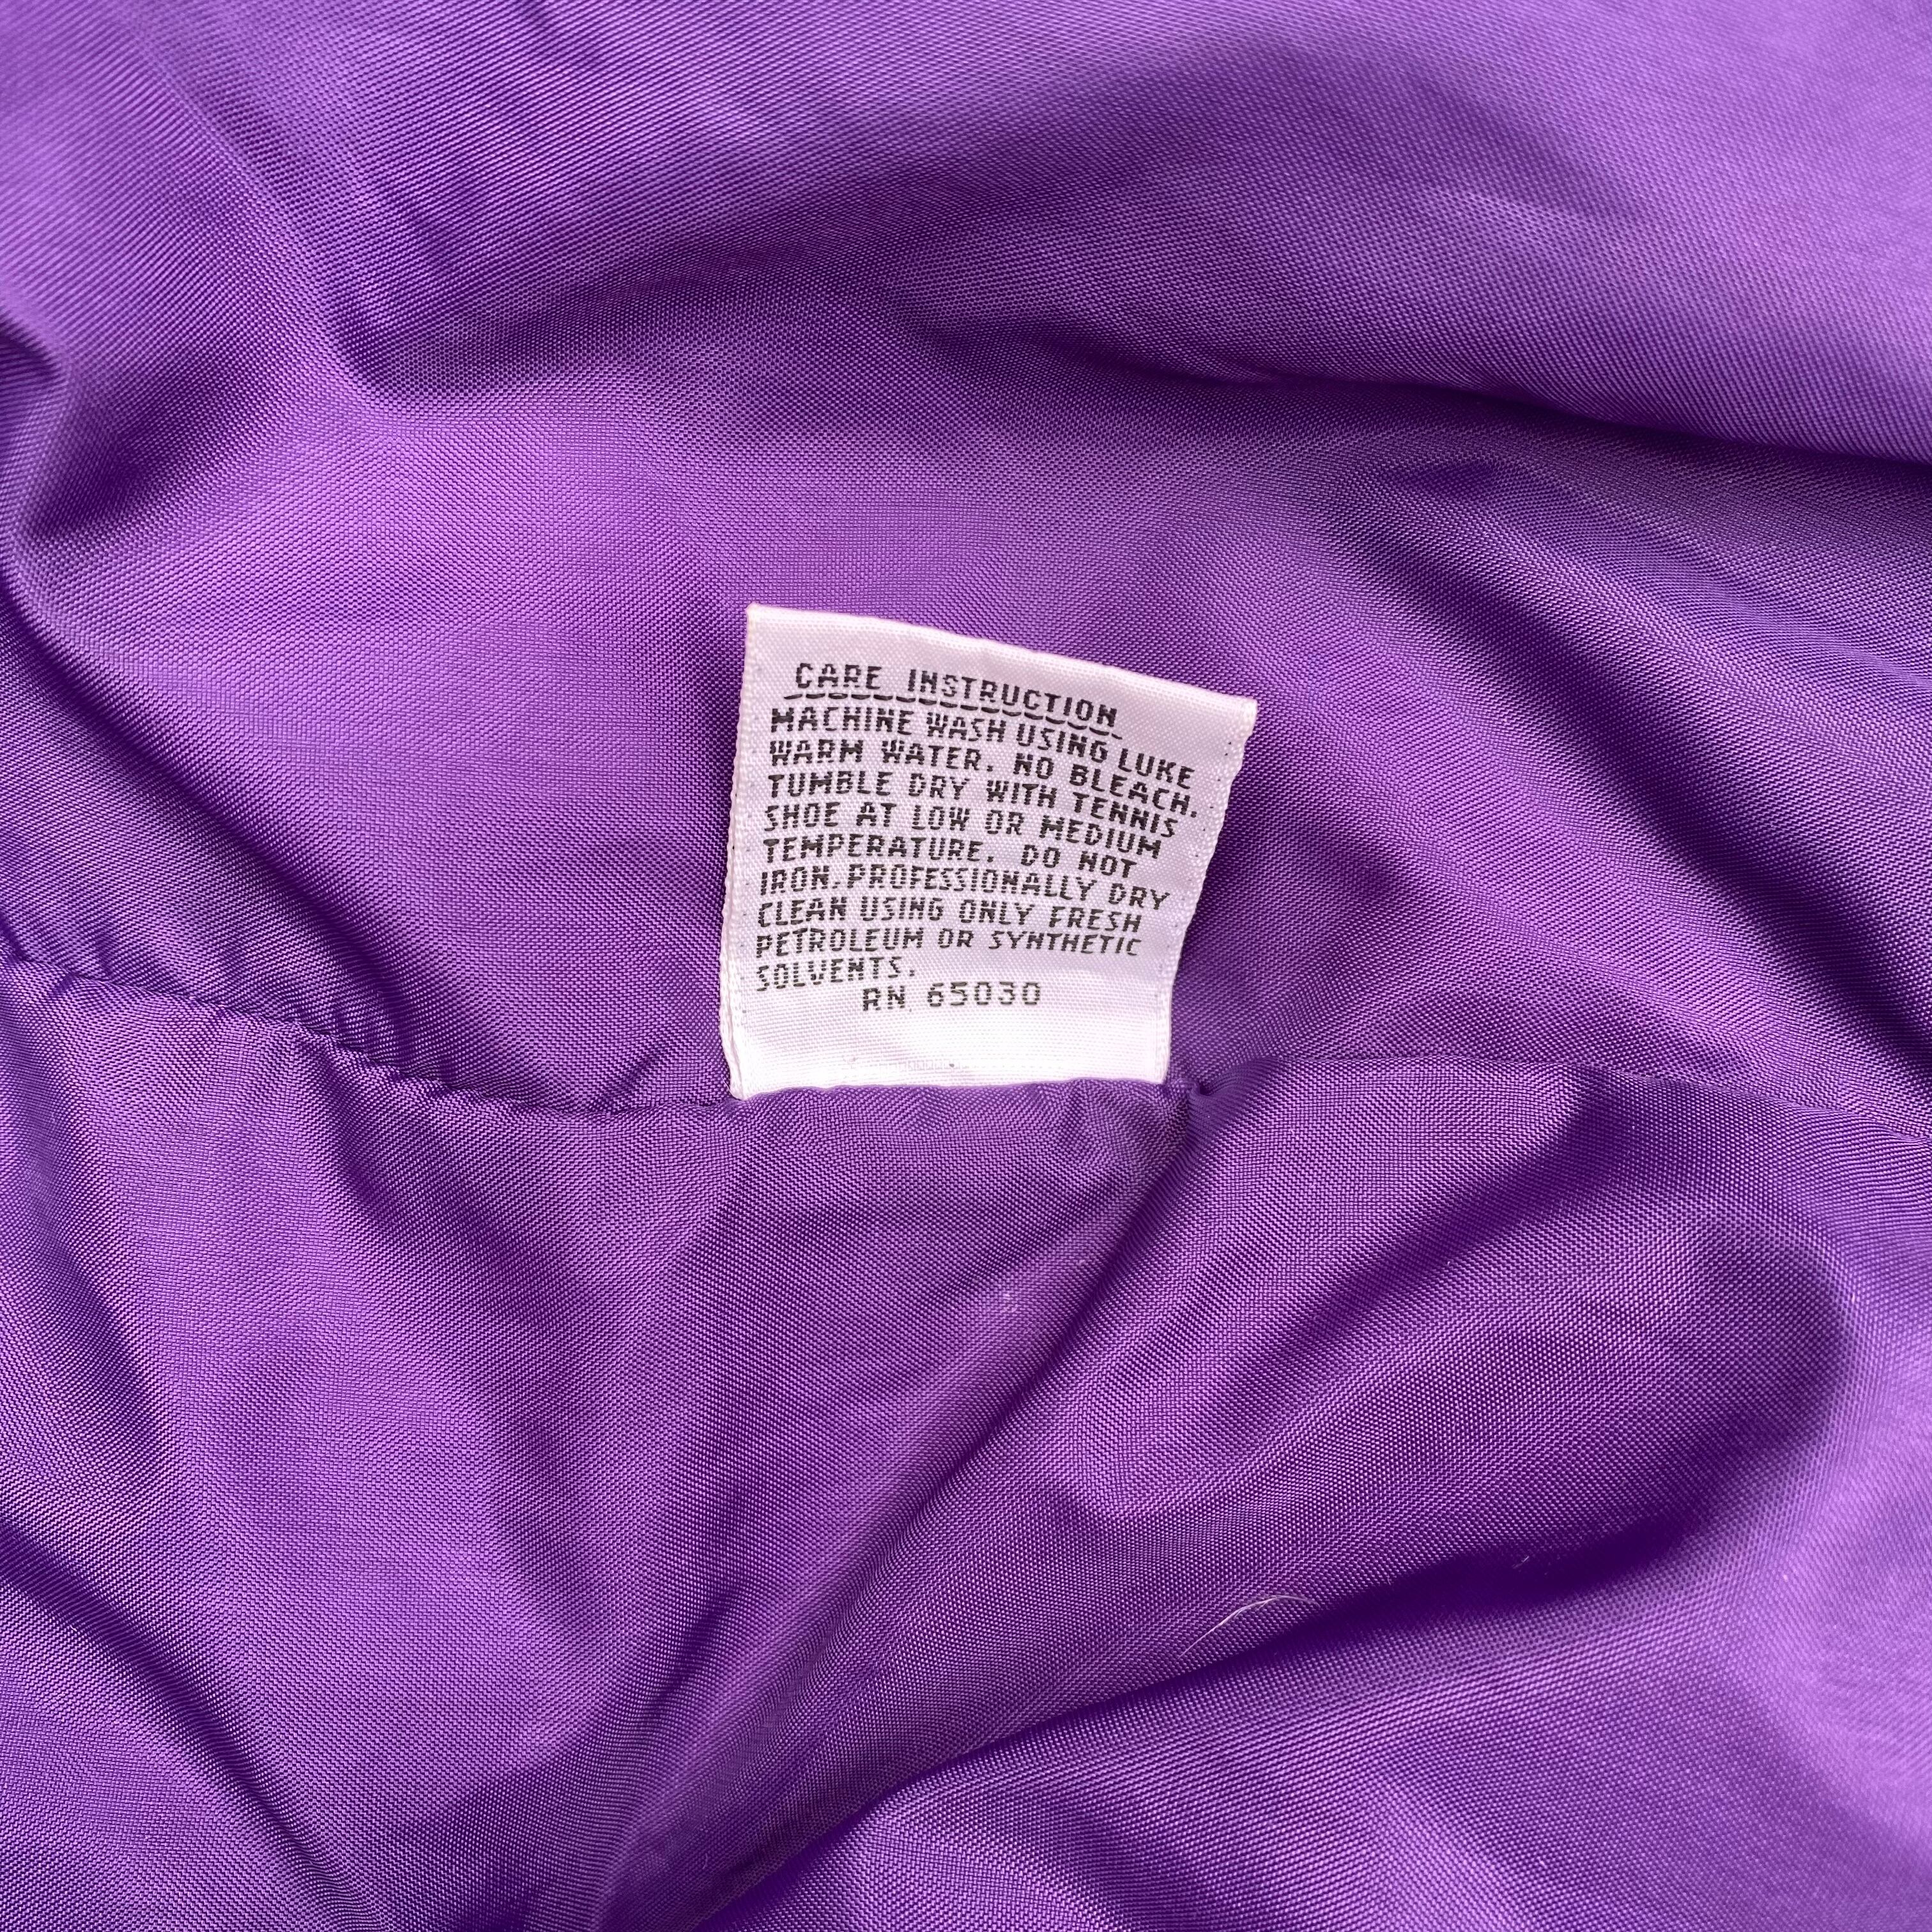 CARE INSTRUCTION
MACHINE WASH USING LUKE
WARM WATER. NO BLEACH.
TUMBLE DRY WITH TENNIS
SHOE AT LOW OR MEDIUM
TEMPERATURE. DO NOT
IRON. PROFESSIONALLY DRY
CLEAN USING ONLY FRESH
PETROLEUM OR SYNTHETIC
SOLVENTS.
RN 65030